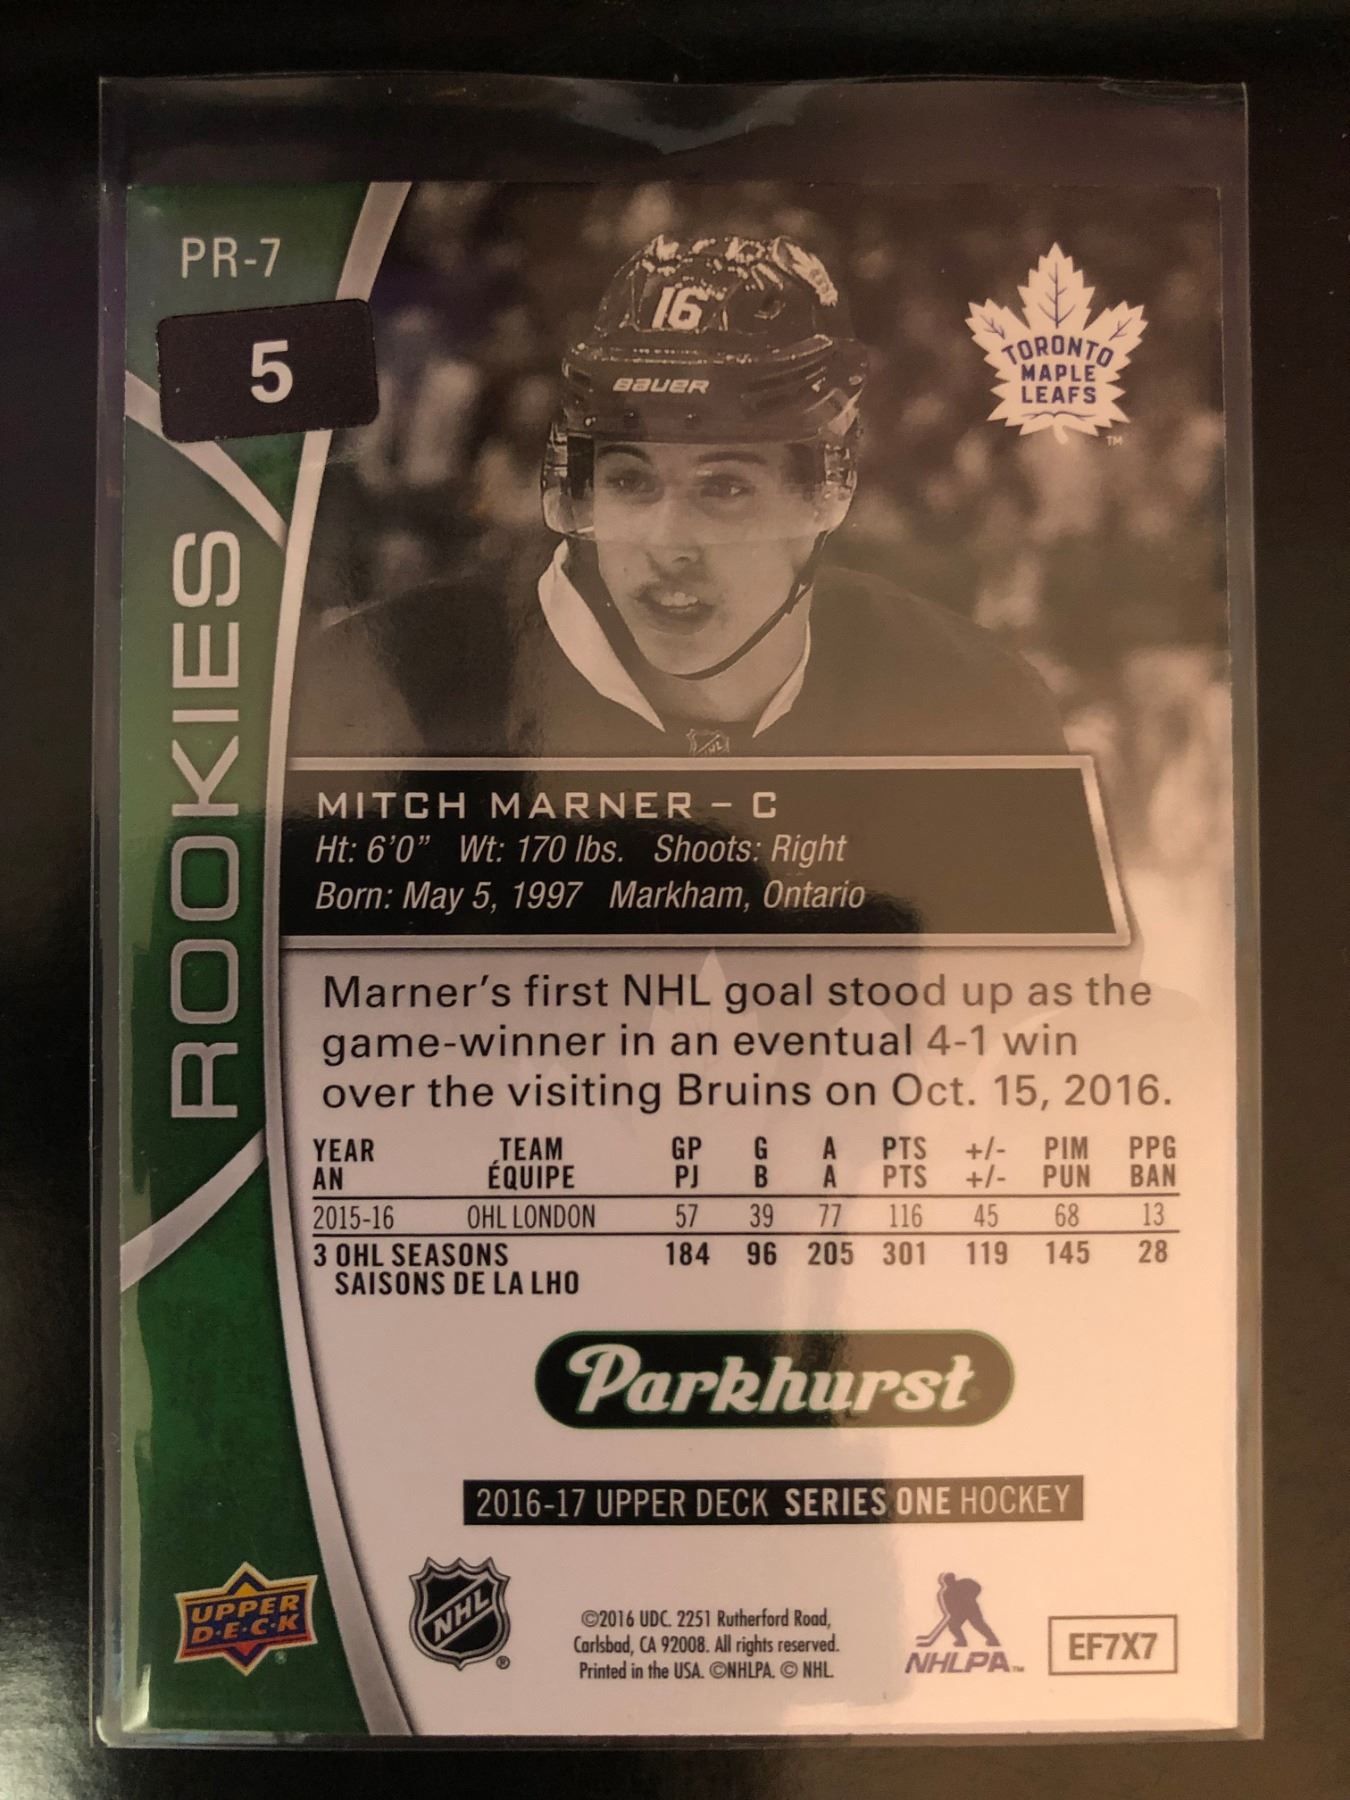 PR-7
5
ROOKIES
16
BAUER
TORONTO
MAPLE
LEAFS
TM
MITCH MARNER – C
Ht: 6'0” Wt: 170 lbs. Shoots: Right
Born: May 5, 1997 Markham, Ontario
Marner's first NHL goal stood up as the
game-winner in an eventual 4-1 win
over the visiting Bruins on Oct. 15, 2016.
YEAR TEAM GP G A PTS +/- PIM PPG
AN ÉQUIPE PJ B A PTS +/- PUN BAN
2015-16 OHL LONDON 57 39 77 116 45 68 13
3 OHL SEASONS 184 96 205 301 119 145 28
SAISONS DE LA LHO
Parkhurst
2016-17 UPPER DECK SERIES ONE HOCKEY
UPPER
D·E·C·K
®
NHL
®
©2016 UDC. 2251 Rutherford Road,
Carlsbad, CA 92008. All rights reserved.
Printed in the USA. ©NHLPA. © NHL.
NHLPA™
EF7X7